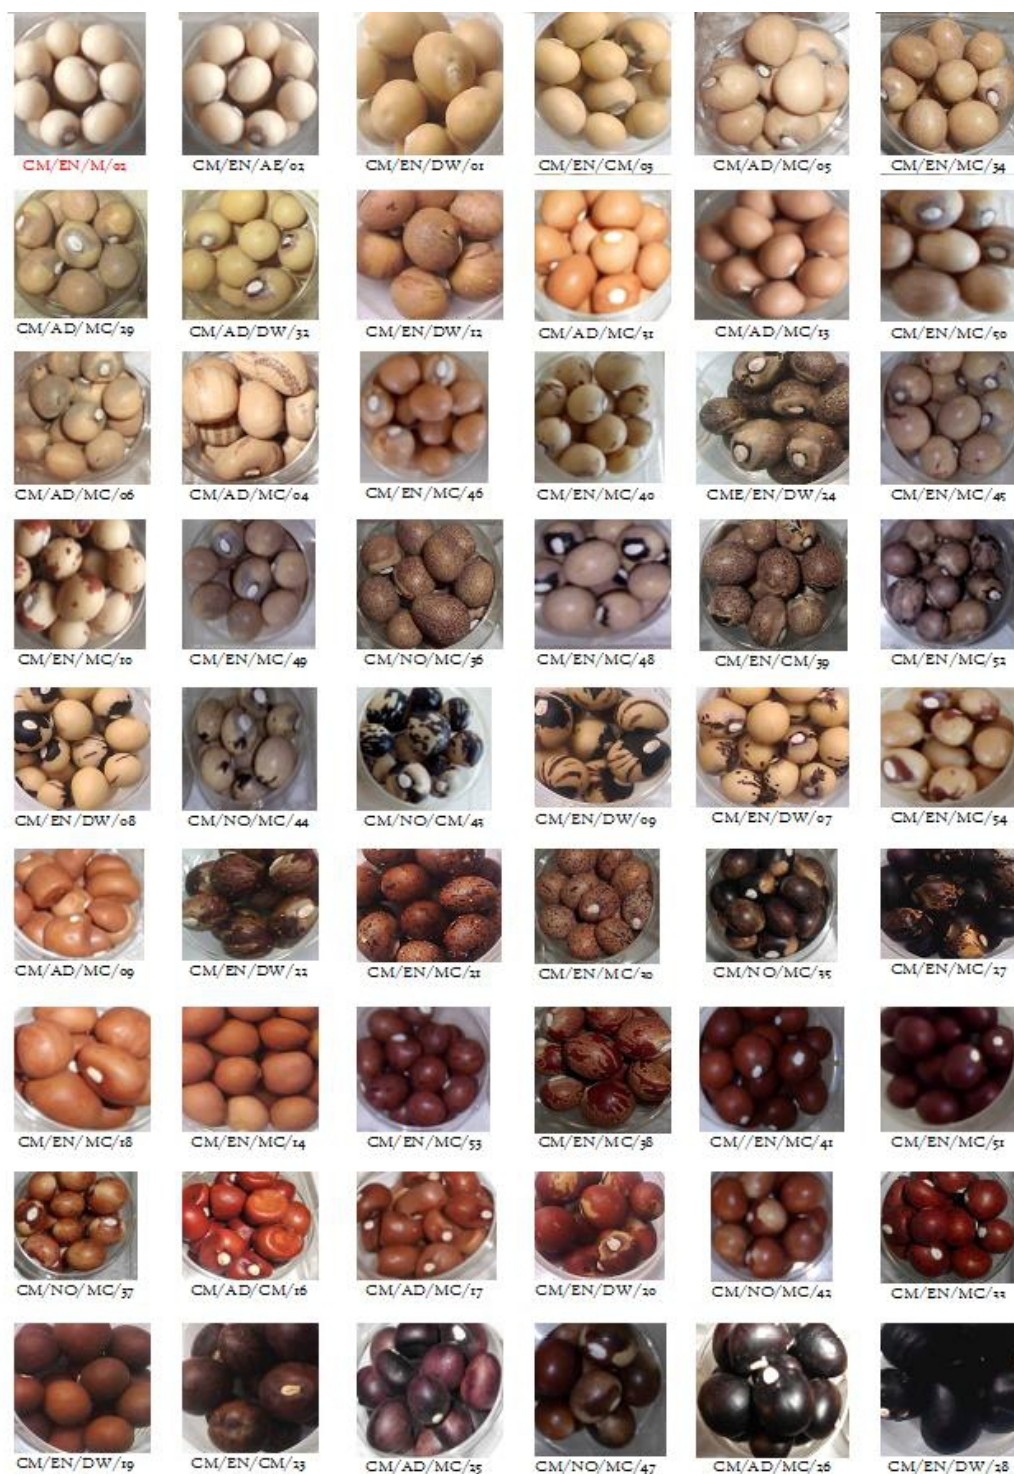 CM/EN/M/02 CM/EN/AE/02 CM/EN/DW/01 CM/EN/CM/03 CM/AD/MC/05 CM/EN/MC/34
CM/AD/MC/29 CM/AD/DW/32 CM/EN/DW/12 CM/AD/MC/31 CM/AD/MC/13 CM/EN/MC/50
CM/AD/MC/06 CM/AD/MC/04 CM/EN/MC/46 CM/EN/MC/40 CME/EN/DW/24 CM/EN/MC/45
CM/EN/MC/10 CM/EN/MC/49 CM/NO/MC/36 CM/EN/MC/48 CM/EN/CM/39 CM/EN/MC/52
CM/EN/DW/08 CM/NO/MC/44 CM/NO/CM/43 CM/EN/DW/09 CM/EN/DW/07 CM/EN/MC/54
CM/AD/MC/09 CM/EN/DW/22 CM/EN/MC/21 CM/EN/MC/30 CM/NO/MC/35 CM/EN/MC/27
CM/EN/MC/18 CM/EN/MC/14 CM/EN/MC/53 CM/EN/MC/38 CM//EN/MC/41 CM/EN/MC/51
CM/NO/MC/37 CM/AD/CM/16 CM/AD/MC/17 CM/EN/DW/20 CM/NO/MC/42 CM/EN/MC/33
CM/EN/DW/19 CM/EN/CM/23 CM/AD/MC/25 CM/NO/MC/47 CM/AD/MC/26 CM/EN/DW/28